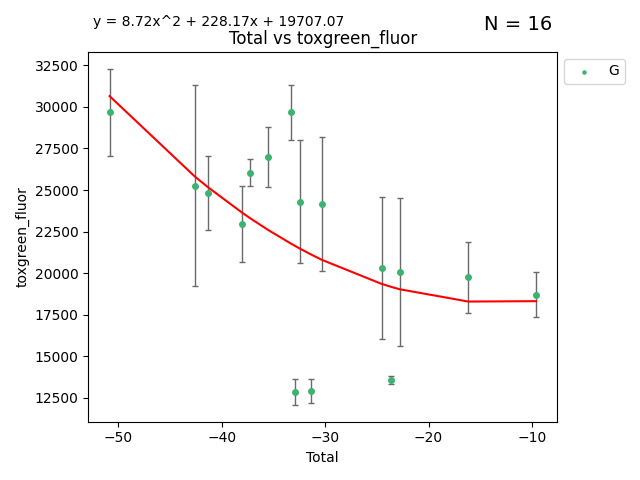 y = 8.72x^2 + 228.17x + 19707.07
N = 16
Total vs toxgreen_fluor
G
32500
30000
27500
25000
22500
20000
17500
15000
12500
toxgreen_fluor
−50
−40
−30
−20
−10
Total